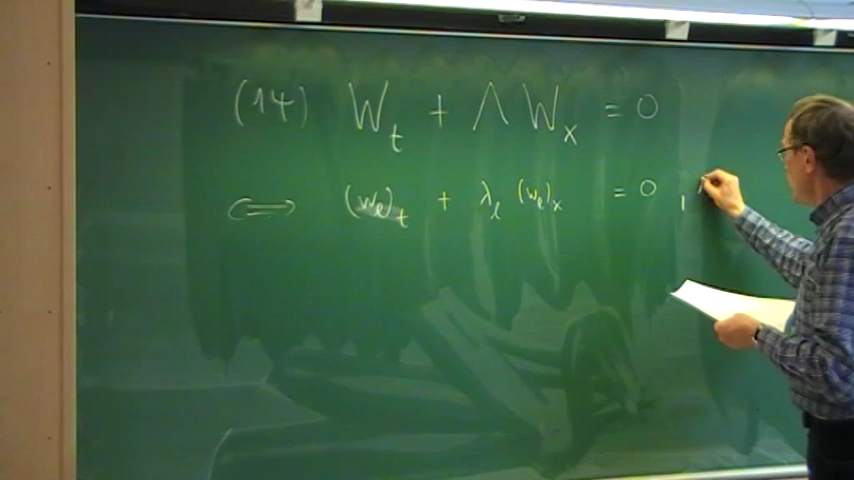 (14) W_t + Λ W_x = 0
⟺ (w_ℓ)_t + λ_ℓ (w_ℓ)_x = 0 ,